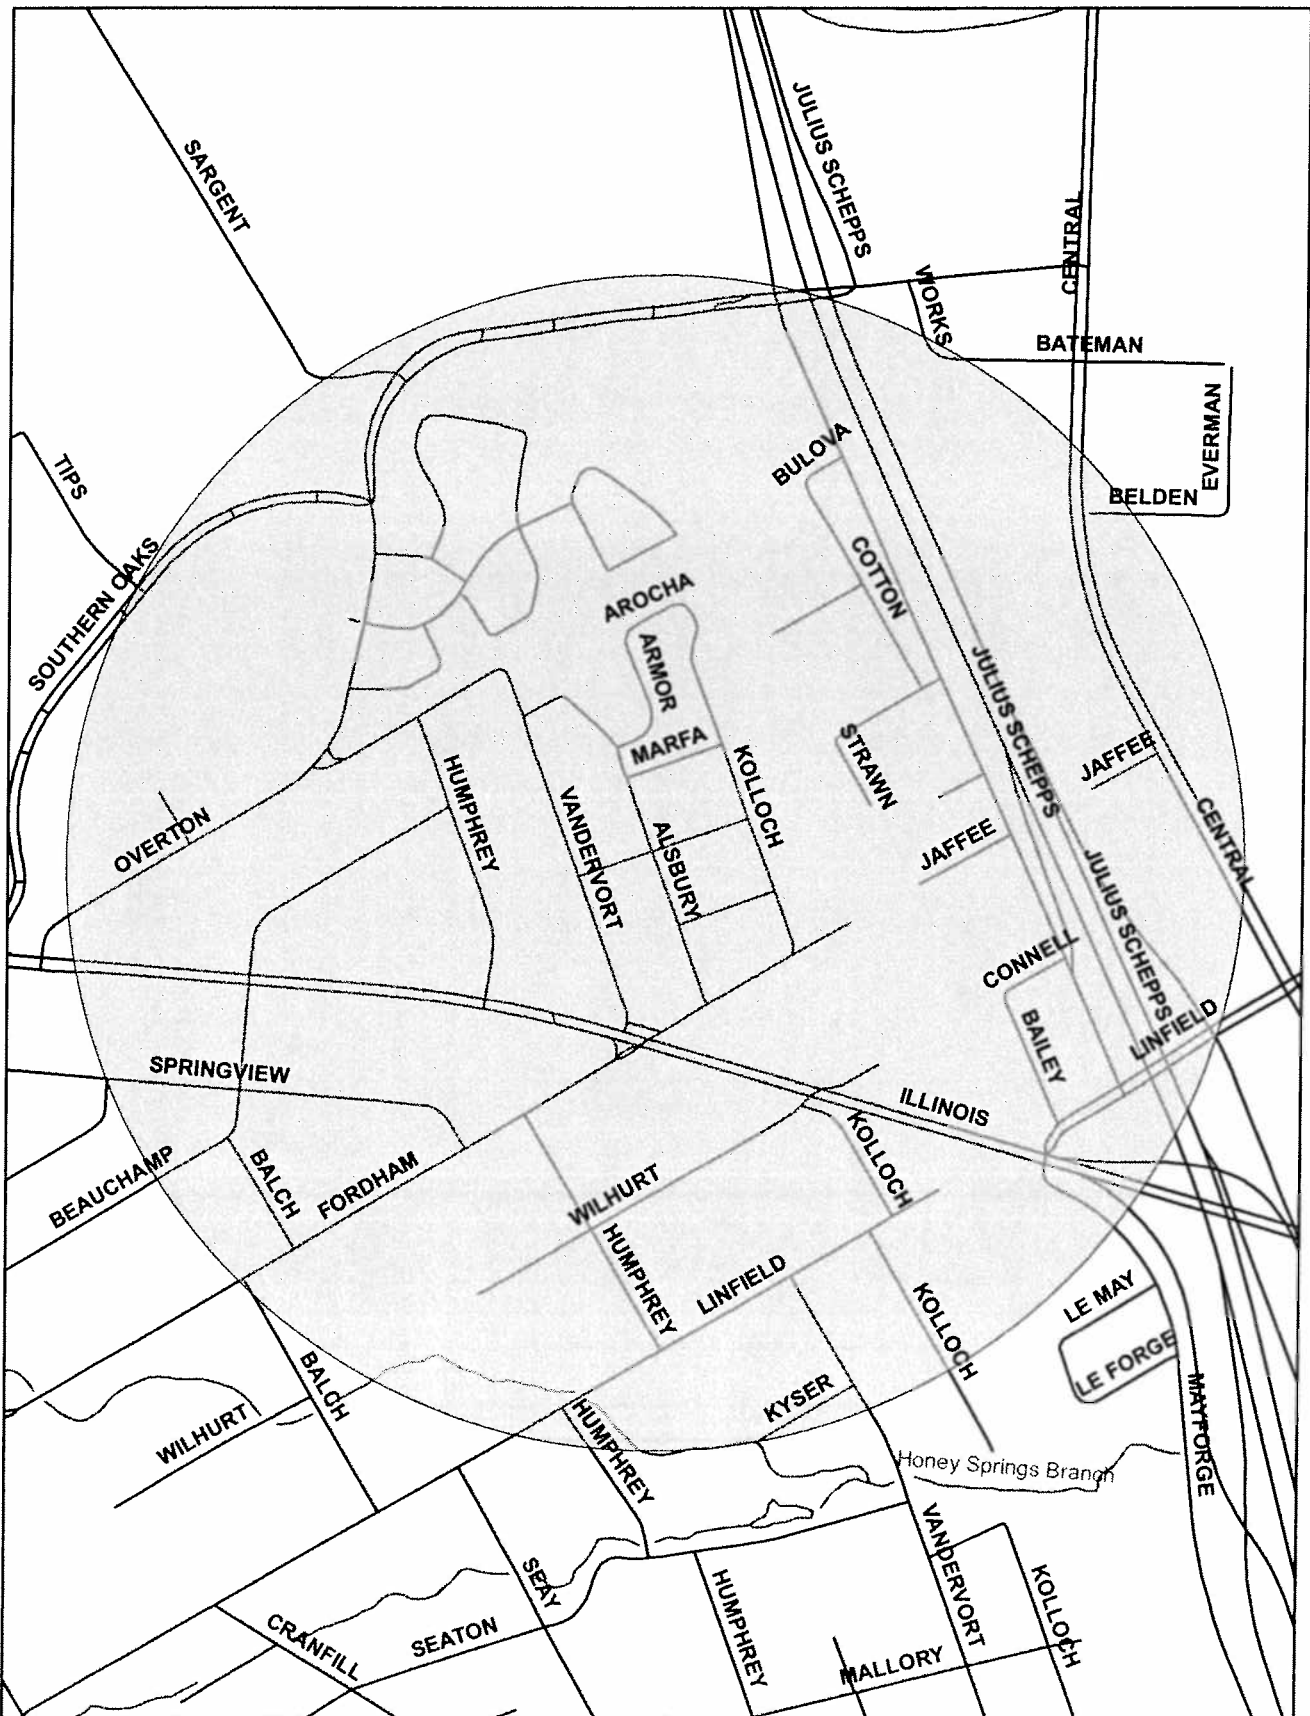 JULIUS SCHEPPS
SARGENT
CENTRAL
WORKS
BATEMAN
EVERMAN
BULOVA
TIPS
BELDEN
SOUTHERN OAKS
COTTON
AROCHA
ARMOR
JULIUS SCHEPPS
MARFA
STRAWN
JAFFEE
KOLLOCH
HUMPHREY
VANDERVORT
CENTRAL
OVERTON
ALSBURY
JAFFEE
JULIUS SCHEPPS
CONNELL
BAILEY
LINFIELD
SPRINGVIEW
ILLINOIS
KOLLOCH
BEAUCHAMP
BALCH
FORDHAM
WILHURT
HUMPHREY
LINFIELD
LE MAY
KOLLOCH
LE FORGE
BALCH
KYSER
MAYFORGE
WILHURT
HUMPHREY
Honey Springs Branch
VANDERVORT
SEAY
KOLLOCH
HUMPHREY
CRANFILL
SEATON
MALLORY